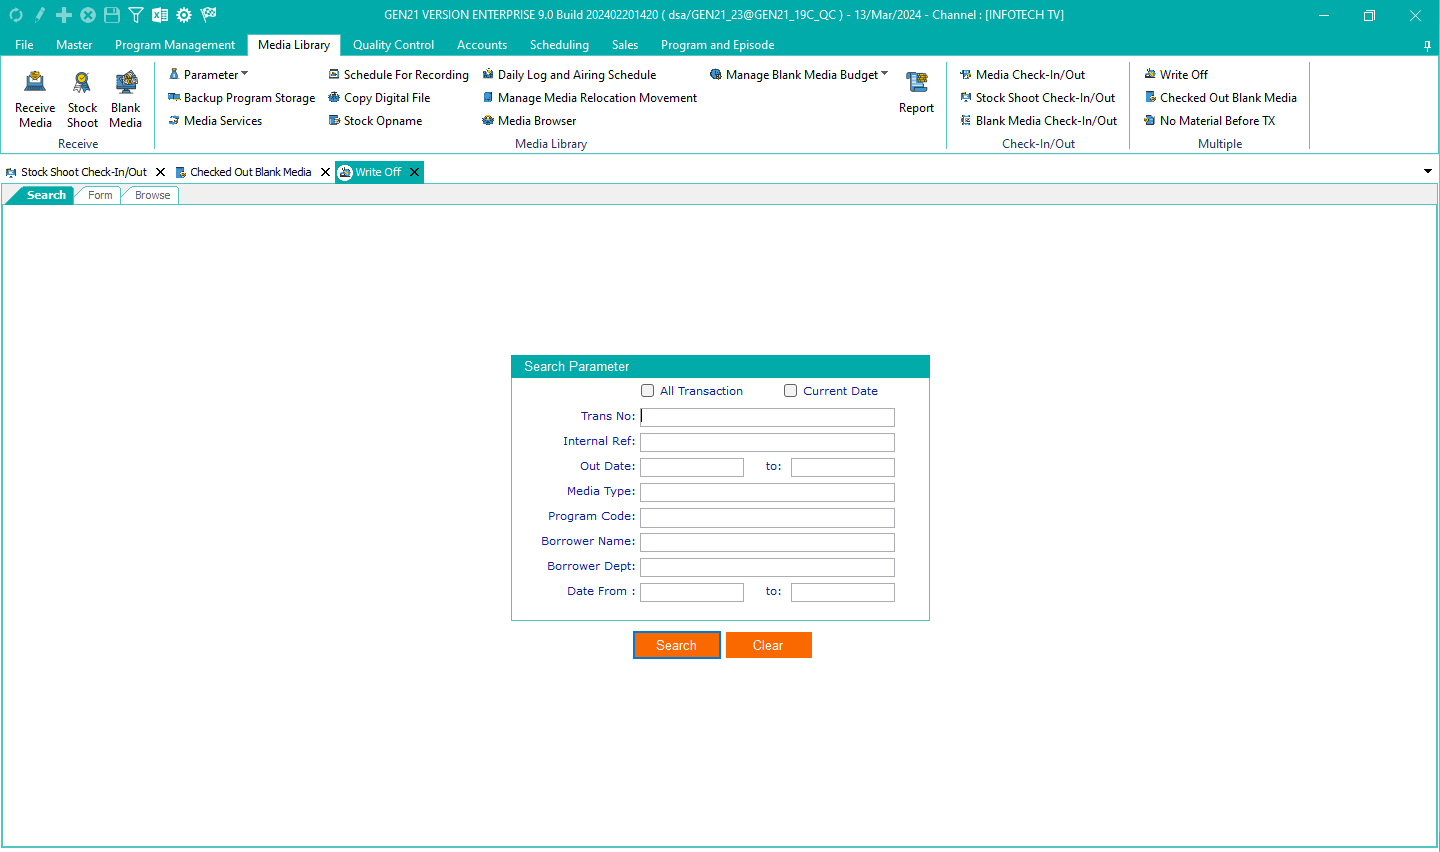 GEN21 VERSION ENTERPRISE 9.0 Build 202402201420 ( dsa/GEN21_23@GEN21_19C_QC ) - 13/Mar/2024 - Channel : [INFOTECH TV]
File Master Program Management Media Library Quality Control Accounts Scheduling Sales Program and Episode
Receive Media
Stock Shoot
Blank Media
Receive
Parameter
Backup Program Storage
Media Services
Schedule For Recording
Copy Digital File
Stock Opname
Daily Log and Airing Schedule
Manage Media Relocation Movement
Media Browser
Manage Blank Media Budget
Report
Media Library
Media Check-In/Out
Stock Shoot Check-In/Out
Blank Media Check-In/Out
Check-In/Out
Write Off
Checked Out Blank Media
No Material Before TX
Multiple
Stock Shoot Check-In/Out Checked Out Blank Media Write Off
Search Form Browse
Search Parameter
All Transaction Current Date
Trans No:
Internal Ref:
Out Date: to:
Media Type:
Program Code:
Borrower Name:
Borrower Dept:
Date From : to:
Search Clear